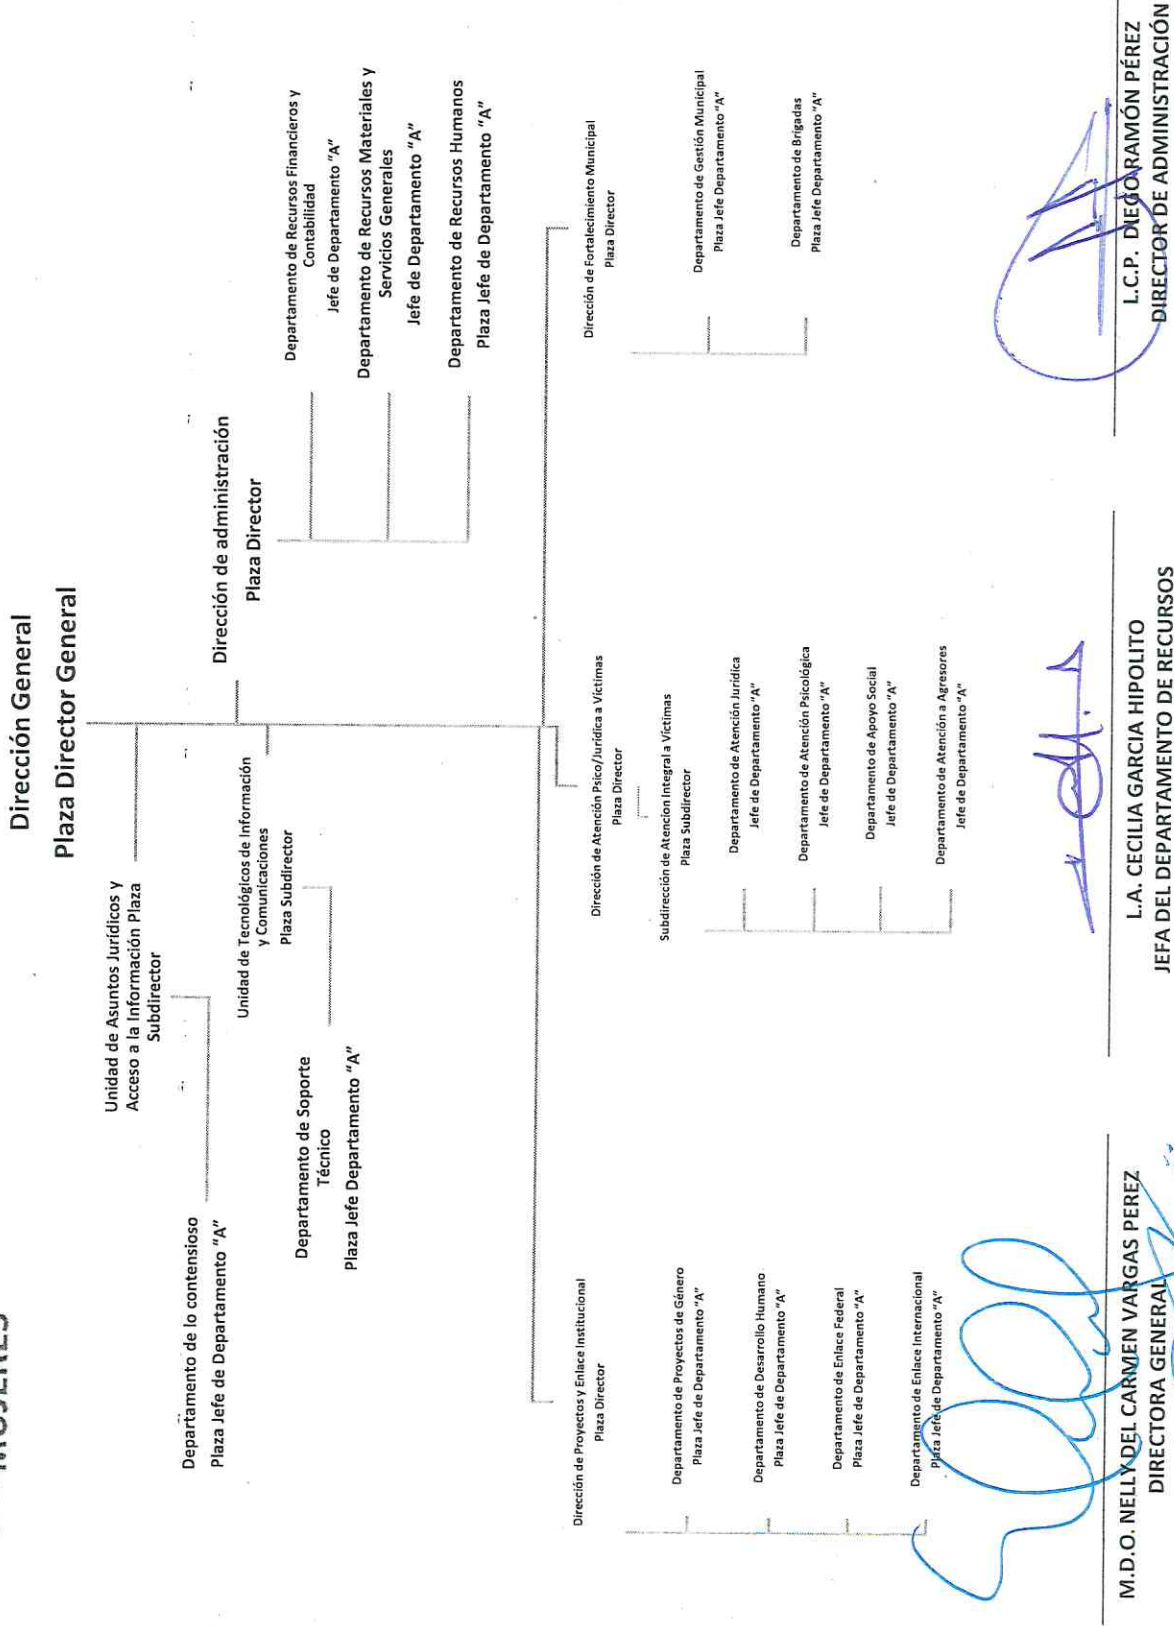 MUJERES
Dirección General
Plaza Director General
Unidad de Asuntos Jurídicos y
Acceso a la Información Plaza
Subdirector
Departamento de lo contensioso
Plaza Jefe de Departamento "A"
Dirección de administración
Plaza Director
Unidad de Tecnológicos de Información
y Comunicaciones
Plaza Subdirector
Departamento de Soporte
Técnico
Plaza Jefe Departamento "A"
Departamento de Recursos Financieros y
Contabilidad
Jefe de Departamento "A"
Departamento de Recursos Materiales y
Servicios Generales
Jefe de Departamento "A"
Departamento de Recursos Humanos
Plaza Jefe de Departamento "A"
Dirección de Proyectos y Enlace Institucional
Plaza Director
Departamento de Proyectos de Género
Plaza Jefe de Departamento "A"
Departamento de Desarrollo Humano
Plaza Jefe de Departamento "A"
Departamento de Enlace Federal
Plaza Jefe de Departamento "A"
Departamento de Enlace Internacional
Plaza Jefe de Departamento "A"
Dirección de Atención Psico/Jurídica a Víctimas
Plaza Director
Subdirección de Atencion Integral a Víctimas
Plaza Subdirector
Departamento de Atención Jurídica
Jefe de Departamento "A"
Departamento de Atención Psicológica
Jefe de Departamento "A"
Departamento de Apoyo Social
Jefe de Departamento "A"
Departamento de Atención a Agresores
Jefe de Departamento "A"
Dirección de Fortalecimiento Municipal
Plaza Director
Departamento de Gestión Municipal
Plaza Jefe Departamento "A"
Departamento de Brigadas
Plaza Jefe Departamento "A"
M.D.O. NELLY DEL CARMEN VARGAS PEREZ
DIRECTORA GENERAL
L.A. CECILIA GARCIA HIPOLITO
JEFA DEL DEPARTAMENTO DE RECURSOS
L.C.P. DIEGO RAMÓN PÉREZ
DIRECTOR DE ADMINISTRACIÓN